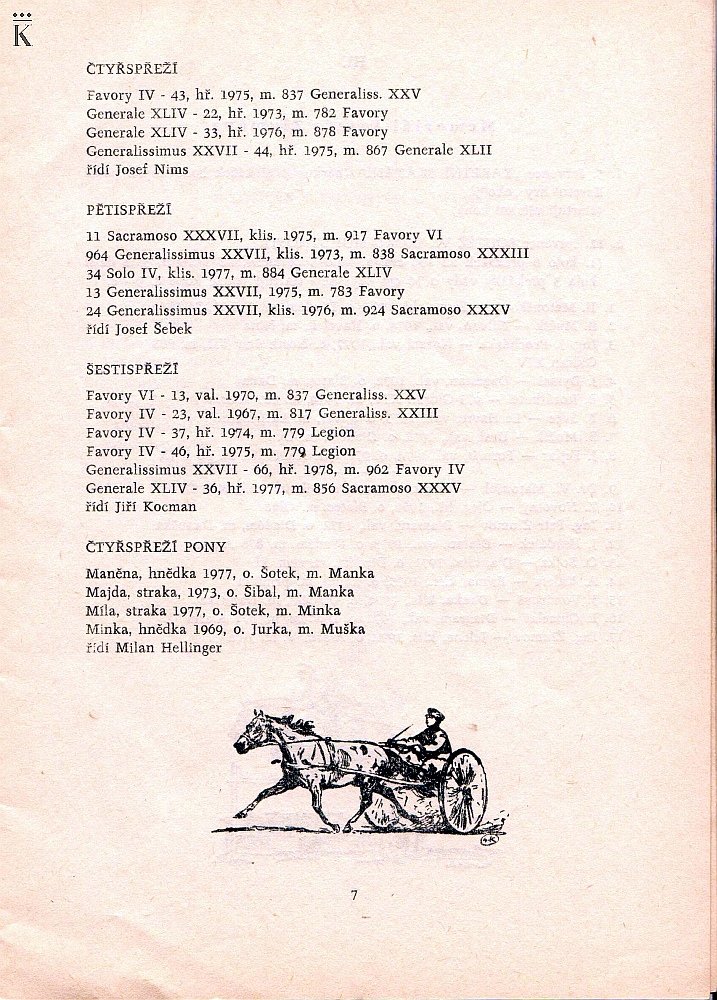 K
ČTYŘSPŘEŽÍ
Favory IV - 43, hř. 1975, m. 837 Generaliss. XXV
Generale XLIV - 22, hř. 1973, m. 782 Favory
Generale XLIV - 33, hř. 1976, m. 878 Favory
Generalissimus XXVII - 44, hř. 1975, m. 867 Generale XLII
řídí Josef Nims
PĚTISPŘEŽÍ
11 Sacramoso XXXVII, klis. 1975, m. 917 Favory VI
964 Generalissimus XXVII, klis. 1973, m. 838 Sacramoso XXXIII
34 Solo IV, klis. 1977, m. 884 Generale XLIV
13 Generalissimus XXVII, 1975, m. 783 Favory
24 Generalissimus XXVII, klis. 1976, m. 924 Sacramoso XXXV
řídí Josef Šebek
ŠESTISPŘEŽÍ
Favory VI - 13, val. 1970, m. 837 Generaliss. XXV
Favory IV - 23, val. 1967, m. 817 Generaliss. XXIII
Favory IV - 37, hř. 1974, m. 779 Legion
Favory IV - 46, hř. 1975, m. 779 Legion
Generalissimus XXVII - 66, hř. 1978, m. 962 Favory IV
Generale XLIV - 36, hř. 1977, m. 856 Sacramoso XXXV
řídí Jiří Kocman
ČTYŘSPŘEŽÍ PONY
Maněna, hnědka 1977, o. Šotek, m. Manka
Majda, straka, 1973, o. Šibal, m. Manka
Míla, straka 1977, o. Šotek, m. Minka
Minka, hnědka 1969, o. Jurka, m. Muška
řídí Milan Hellinger
7